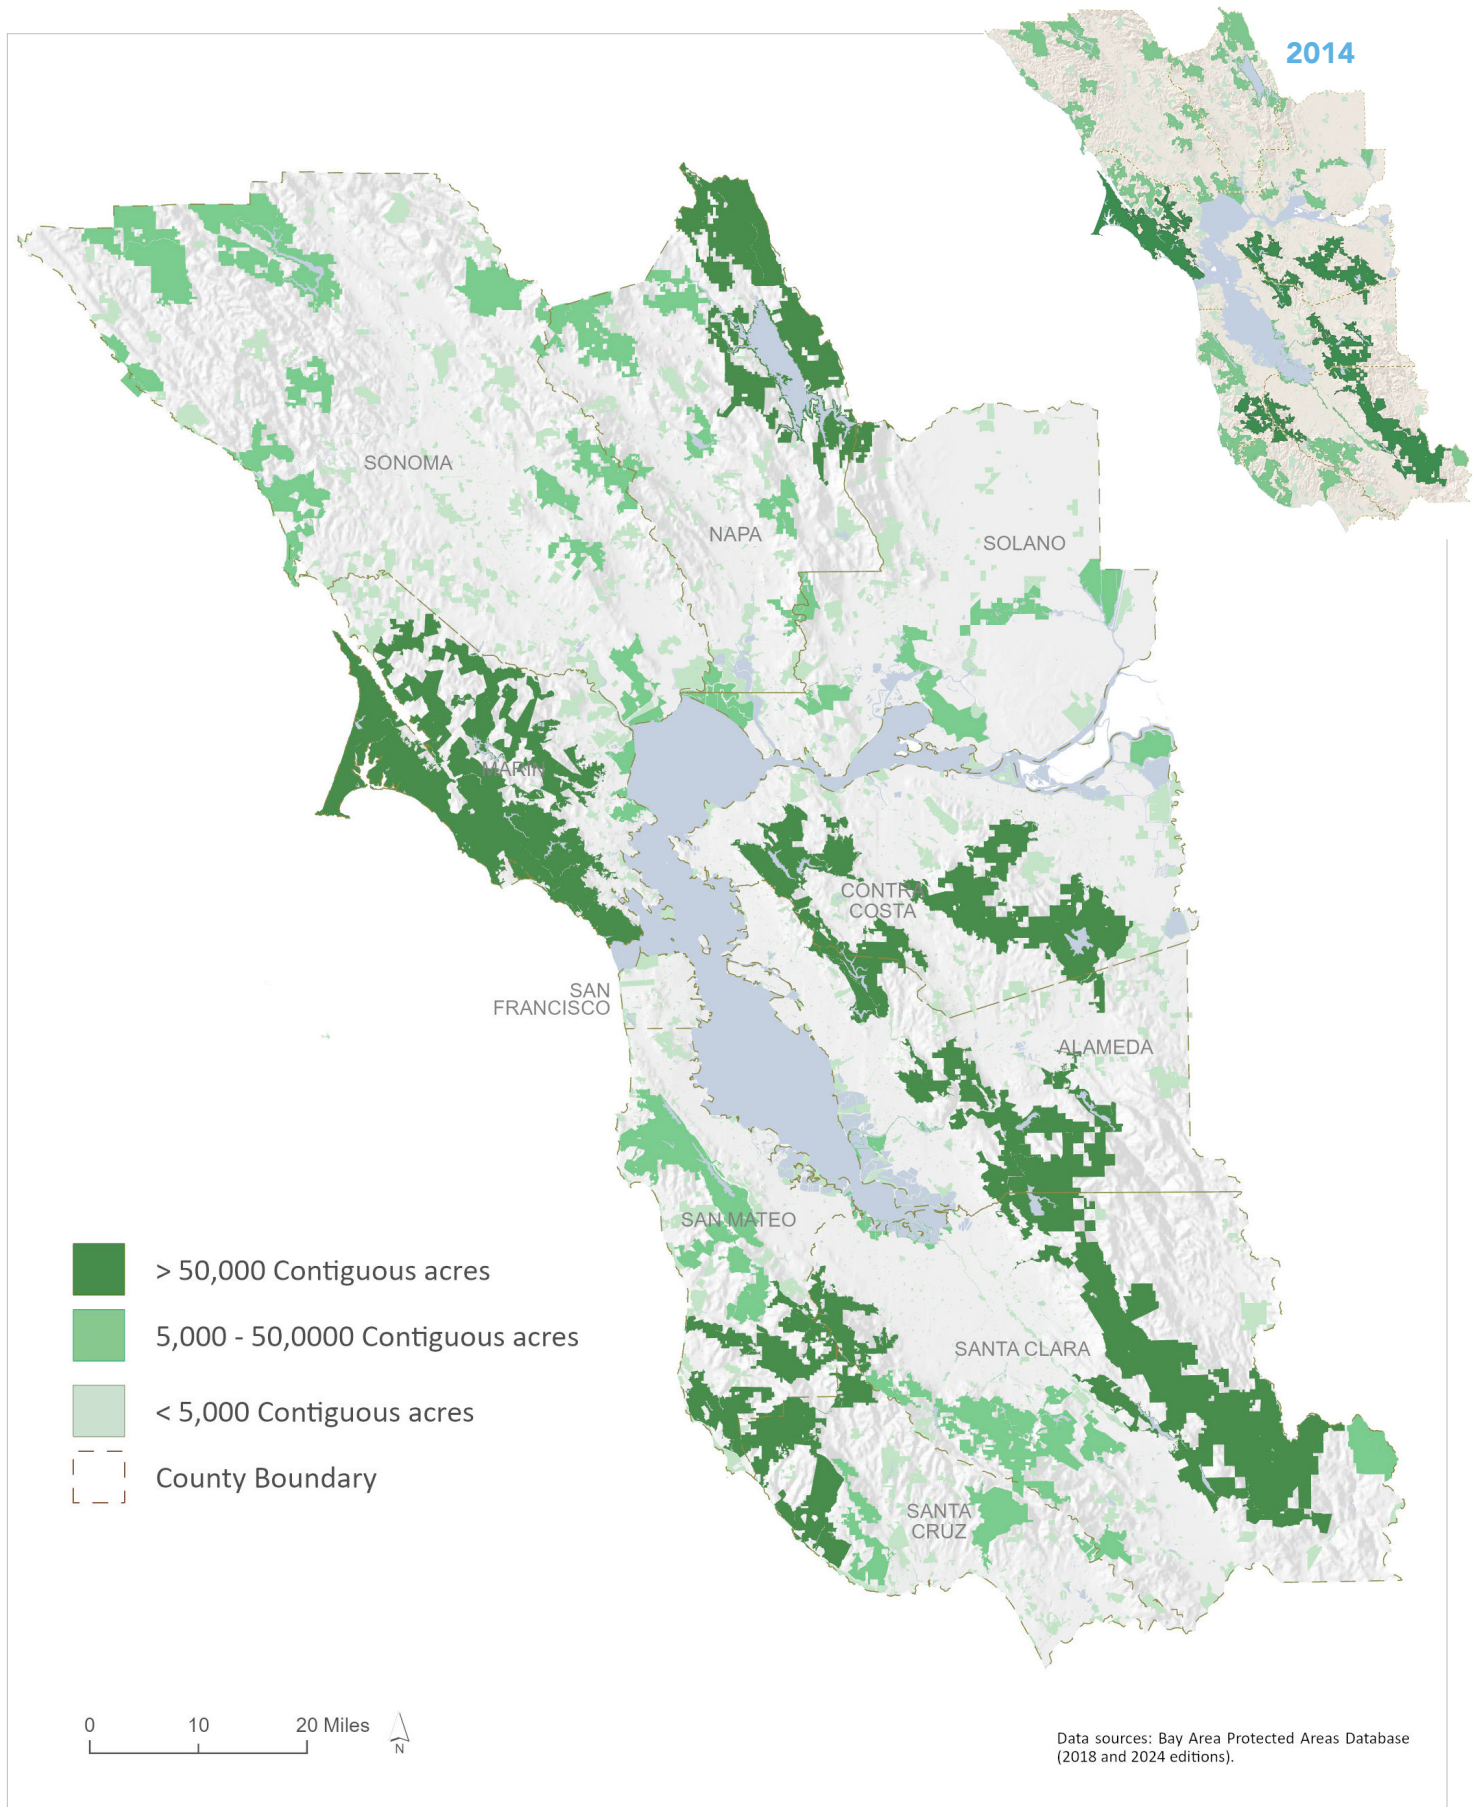 2014
SONOMA
NAPA
SOLANO
MARIN
CONTRA
COSTA
SAN
FRANCISCO
ALAMEDA
SAN MATEO
SANTA CLARA
SANTA
CRUZ
> 50,000 Contiguous acres
5,000 - 50,0000 Contiguous acres
< 5,000 Contiguous acres
County Boundary
0 10 20 Miles
N
Data sources: Bay Area Protected Areas Database
(2018 and 2024 editions).